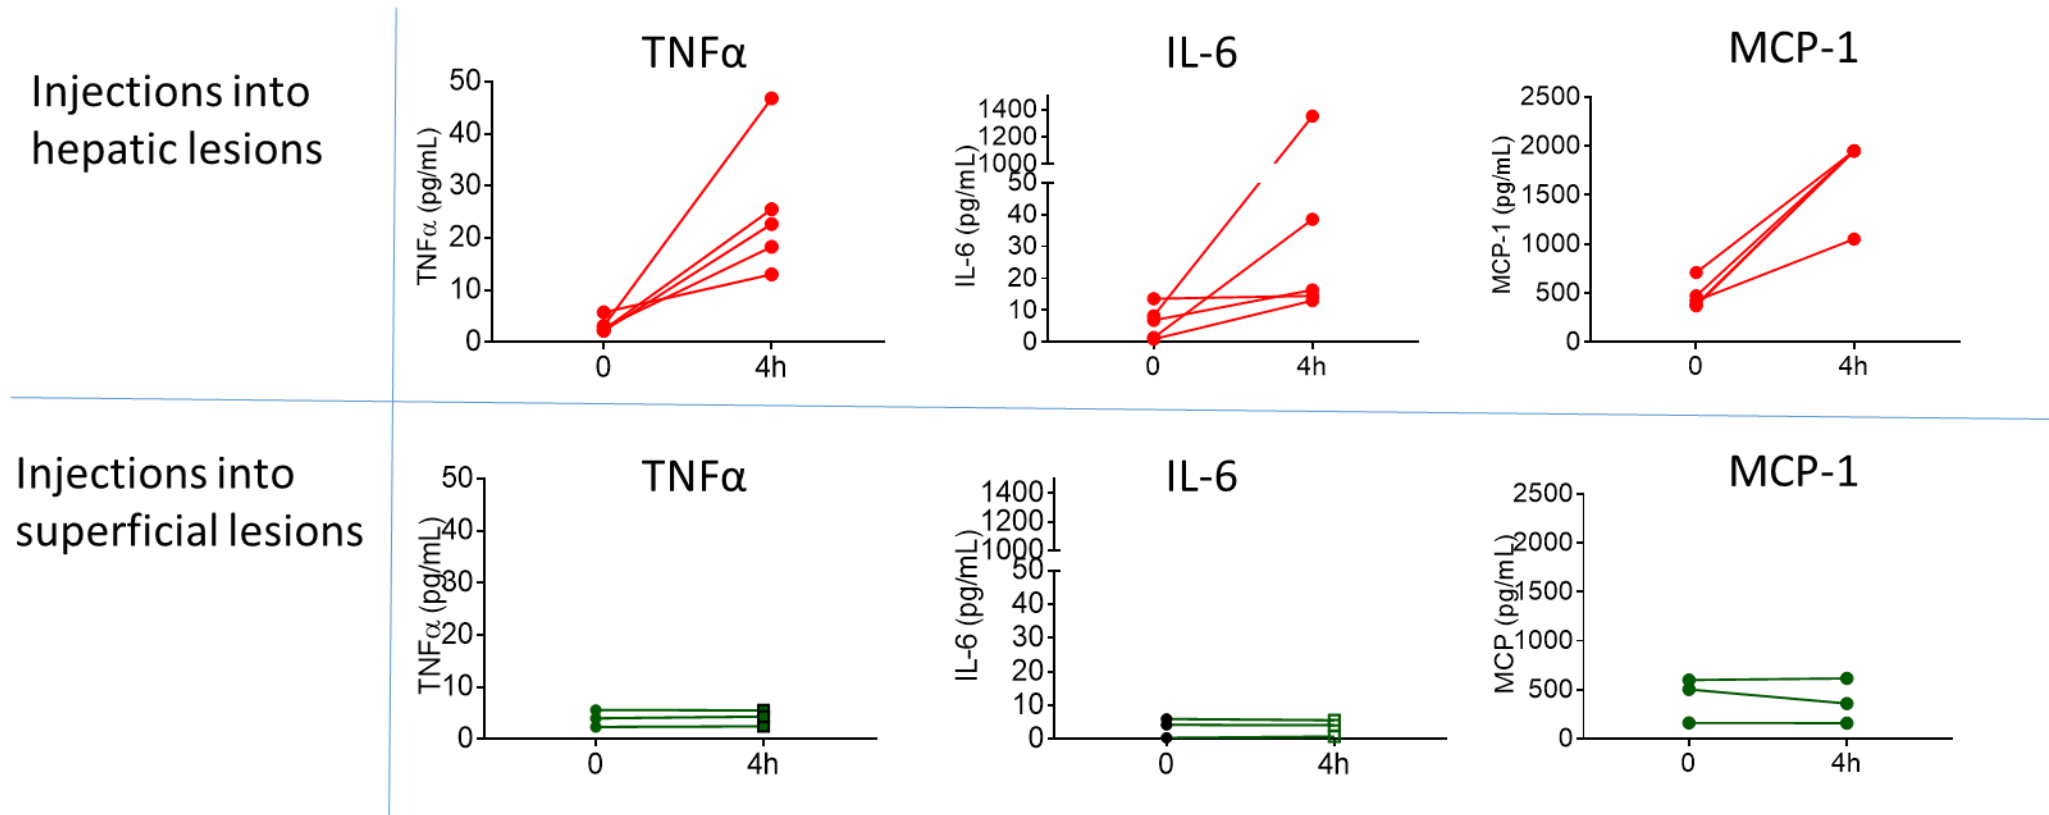 Injections into
hepatic lesions
TNFα
50
40
30
20
10
0
TNFα (pg/mL)
0 4h
IL-6
1400
1200
1000
50
40
30
20
10
0
IL-6 (pg/mL)
0 4h
MCP-1
2500
2000
1500
1000
500
0
MCP-1 (pg/mL)
0 4h
Injections into
superficial lesions
TNFα
50
40
30
20
10
0
TNFα (pg/mL)
0 4h
IL-6
1400
1200
1000
50
40
30
20
10
0
IL-6 (pg/mL)
0 4h
MCP-1
2500
2000
1500
1000
500
0
MCP (pg/mL)
0 4h